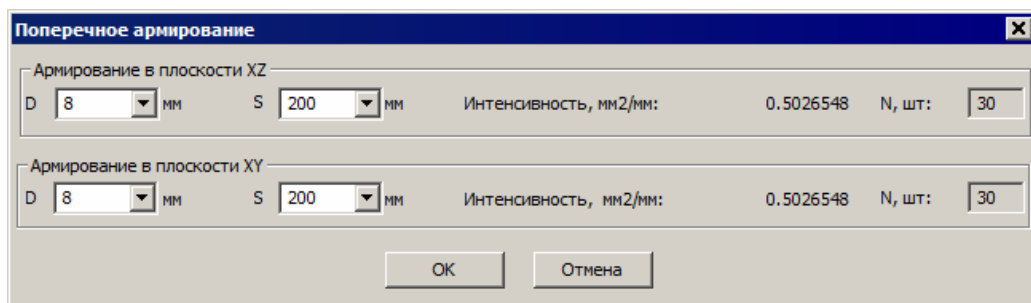 Поперечное армирование
Армирование в плоскости XZ
D 8 мм S 200 мм Интенсивность, мм2/мм: 0.5026548 N, шт: 30
Армирование в плоскости XY
D 8 мм S 200 мм Интенсивность, мм2/мм: 0.5026548 N, шт: 30
OK Отмена